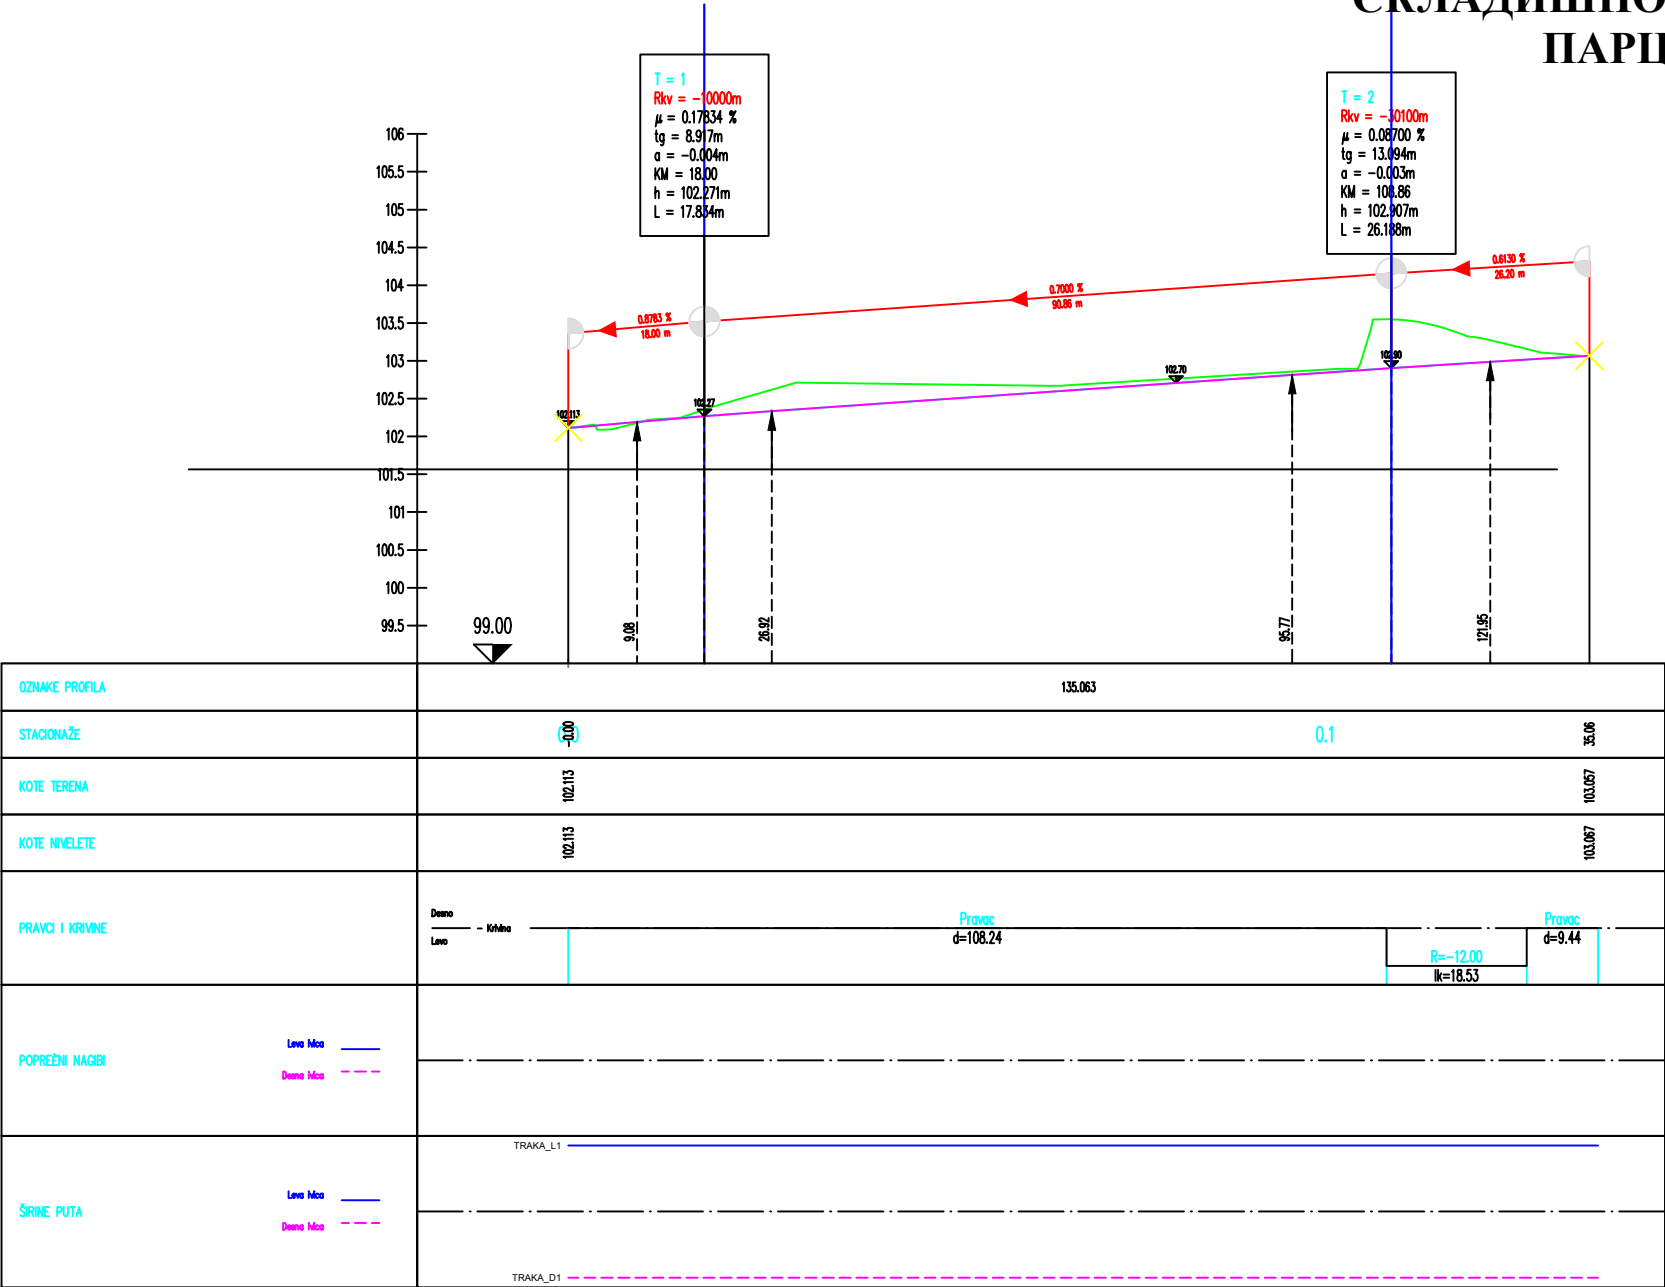 ПАРЦ
T = 1
Rkv = -10000m
μ = 0.17834 %
tg = 8.917m
a = -0.004m
KM = 18.00
h = 102.271m
L = 17.834m
T = 2
Rkv = -30100m
μ = 0.08700 %
tg = 13.094m
a = -0.003m
KM = 108.86
h = 102.907m
L = 26.188m
106
105.5
105
104.5
104
103.5
103
102.5
102
101.5
101
100.5
100
99.5
0.8783 %
18.00 m
0.7000 %
90.86 m
0.6130 %
26.20 m
102.113
102.27
102.70
102.90
99.00
9.08
26.92
95.77
121.95
OZNAKE PROFILA
135.063
STACIONAŽE
-0.00
0.1
35.06
KOTE TERENA
102.113
103.057
KOTE NIVELETE
102.113
103.067
PRAVCI I KRIVINE
Desno
Krivina
Levo
Pravac
d=108.24
R=-12.00
lk=18.53
Pravac
d=9.44
POPREČNI NAGIBI
Leva ivica
Desna ivica
ŠIRINE PUTA
Leva ivica
Desna ivica
TRAKA_L1
TRAKA_D1